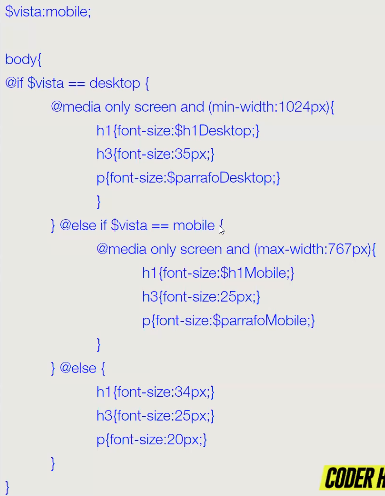 $vista:mobile;
body{
@if $vista == desktop {
@media only screen and (min-width:1024px){
h1{font-size:$h1Desktop;}
h3{font-size:35px;}
p{font-size:$parrafoDesktop;}
}
} @else if $vista == mobile {
@media only screen and (max-width:767px){
h1{font-size:$h1Mobile;}
h3{font-size:25px;}
p{font-size:$parrafoMobile;}
}
} @else {
h1{font-size:34px;}
h3{font-size:25px;}
p{font-size:20px;}
}
}
CODER H